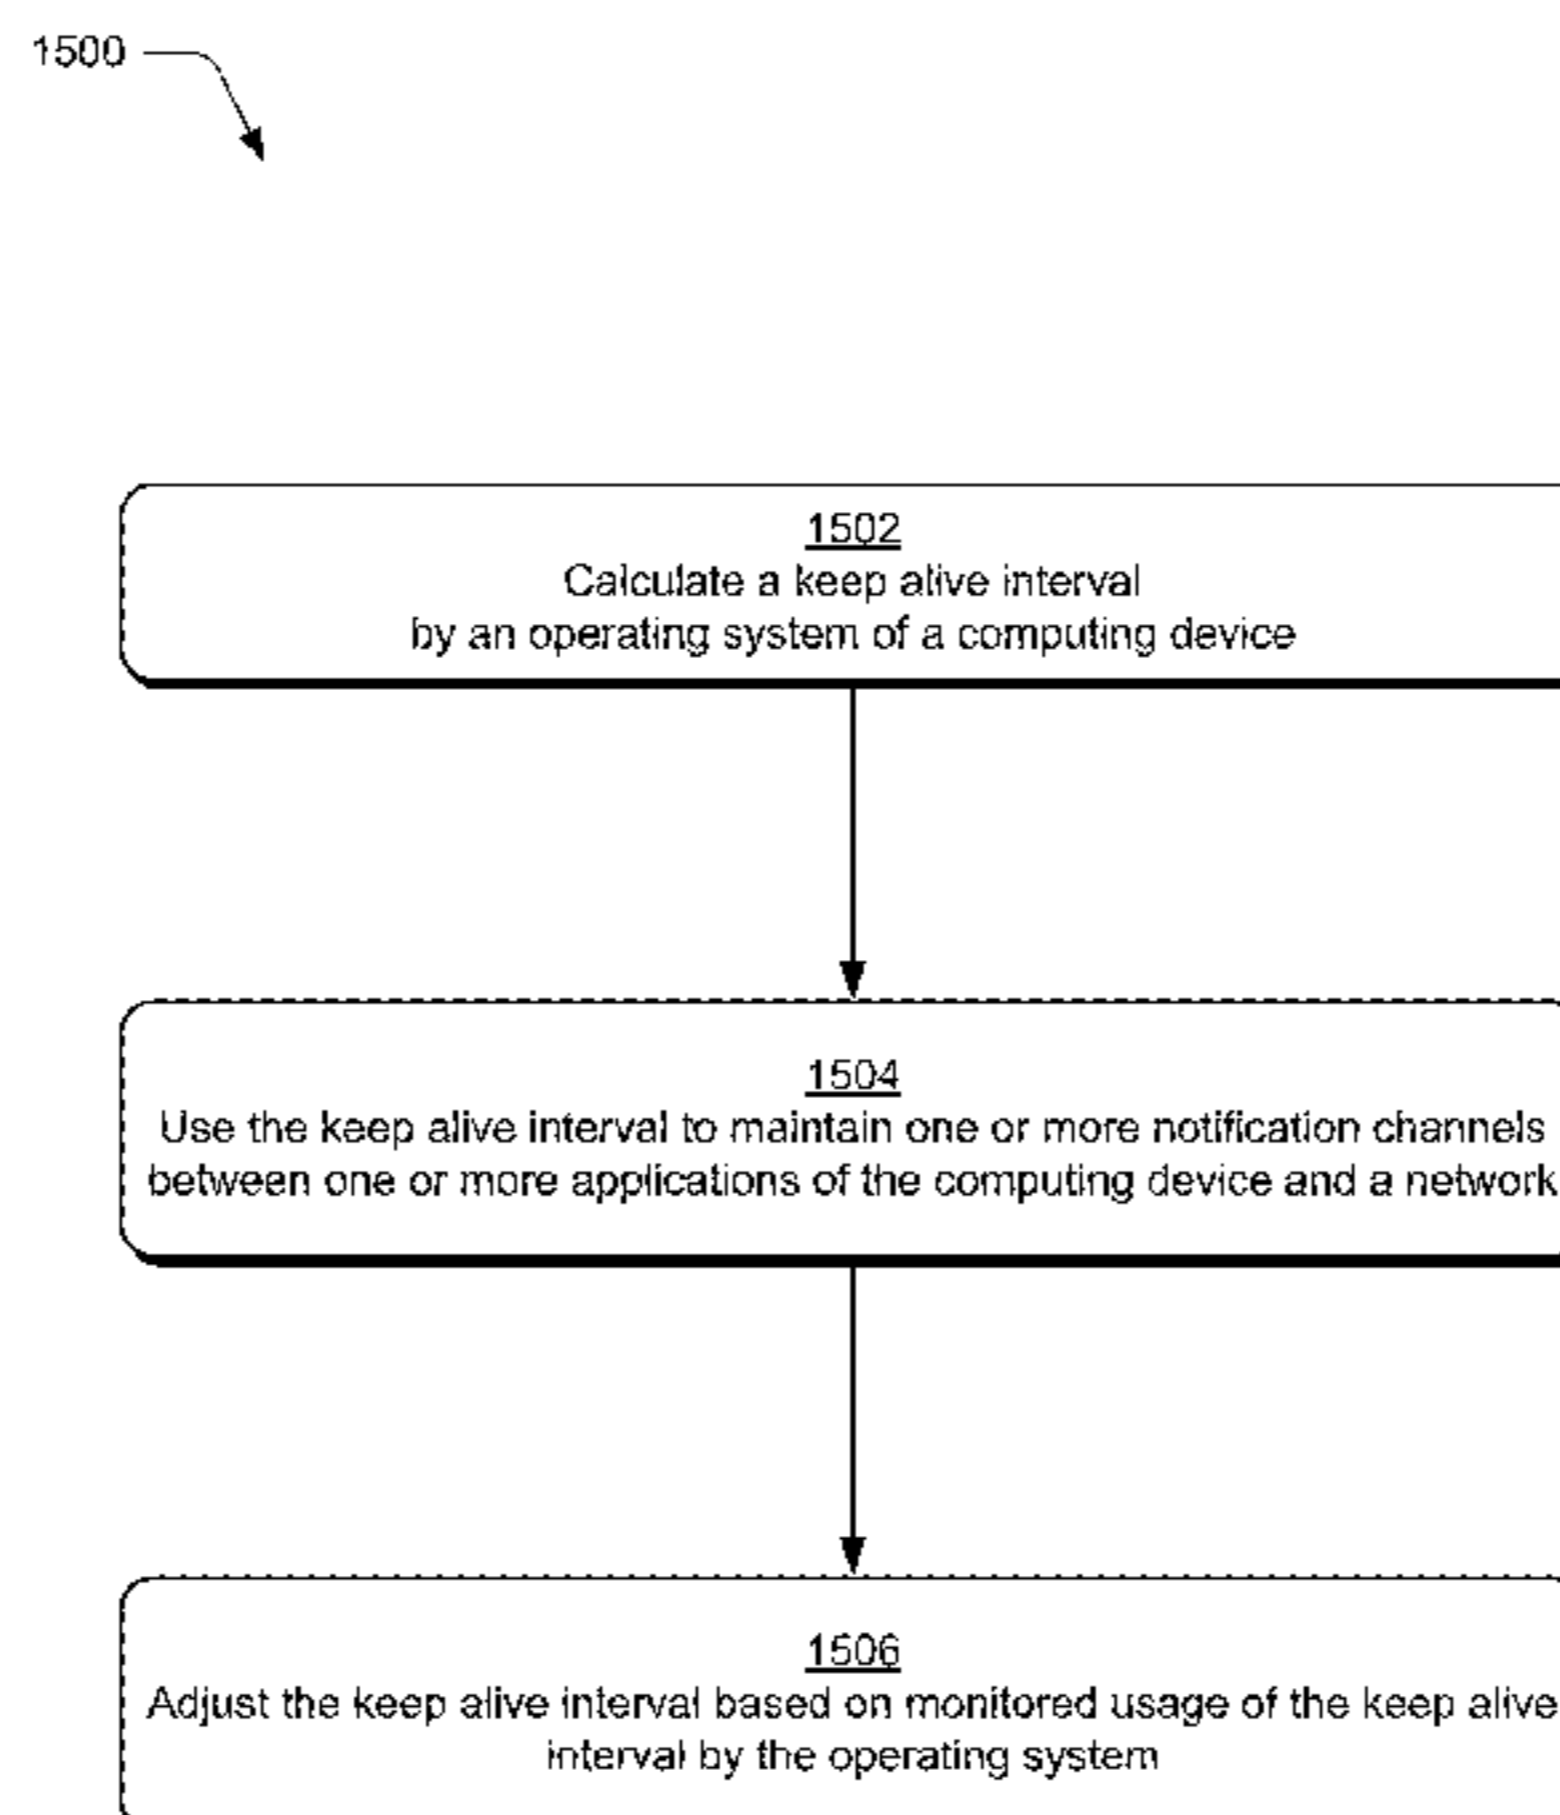 1500
1502
Calculate a keep alive interval
by an operating system of a computing device
1504
Use the keep alive interval to maintain one or more notification channels
between one or more applications of the computing device and a network
1506
Adjust the keep alive interval based on monitored usage of the keep alive
interval by the operating system